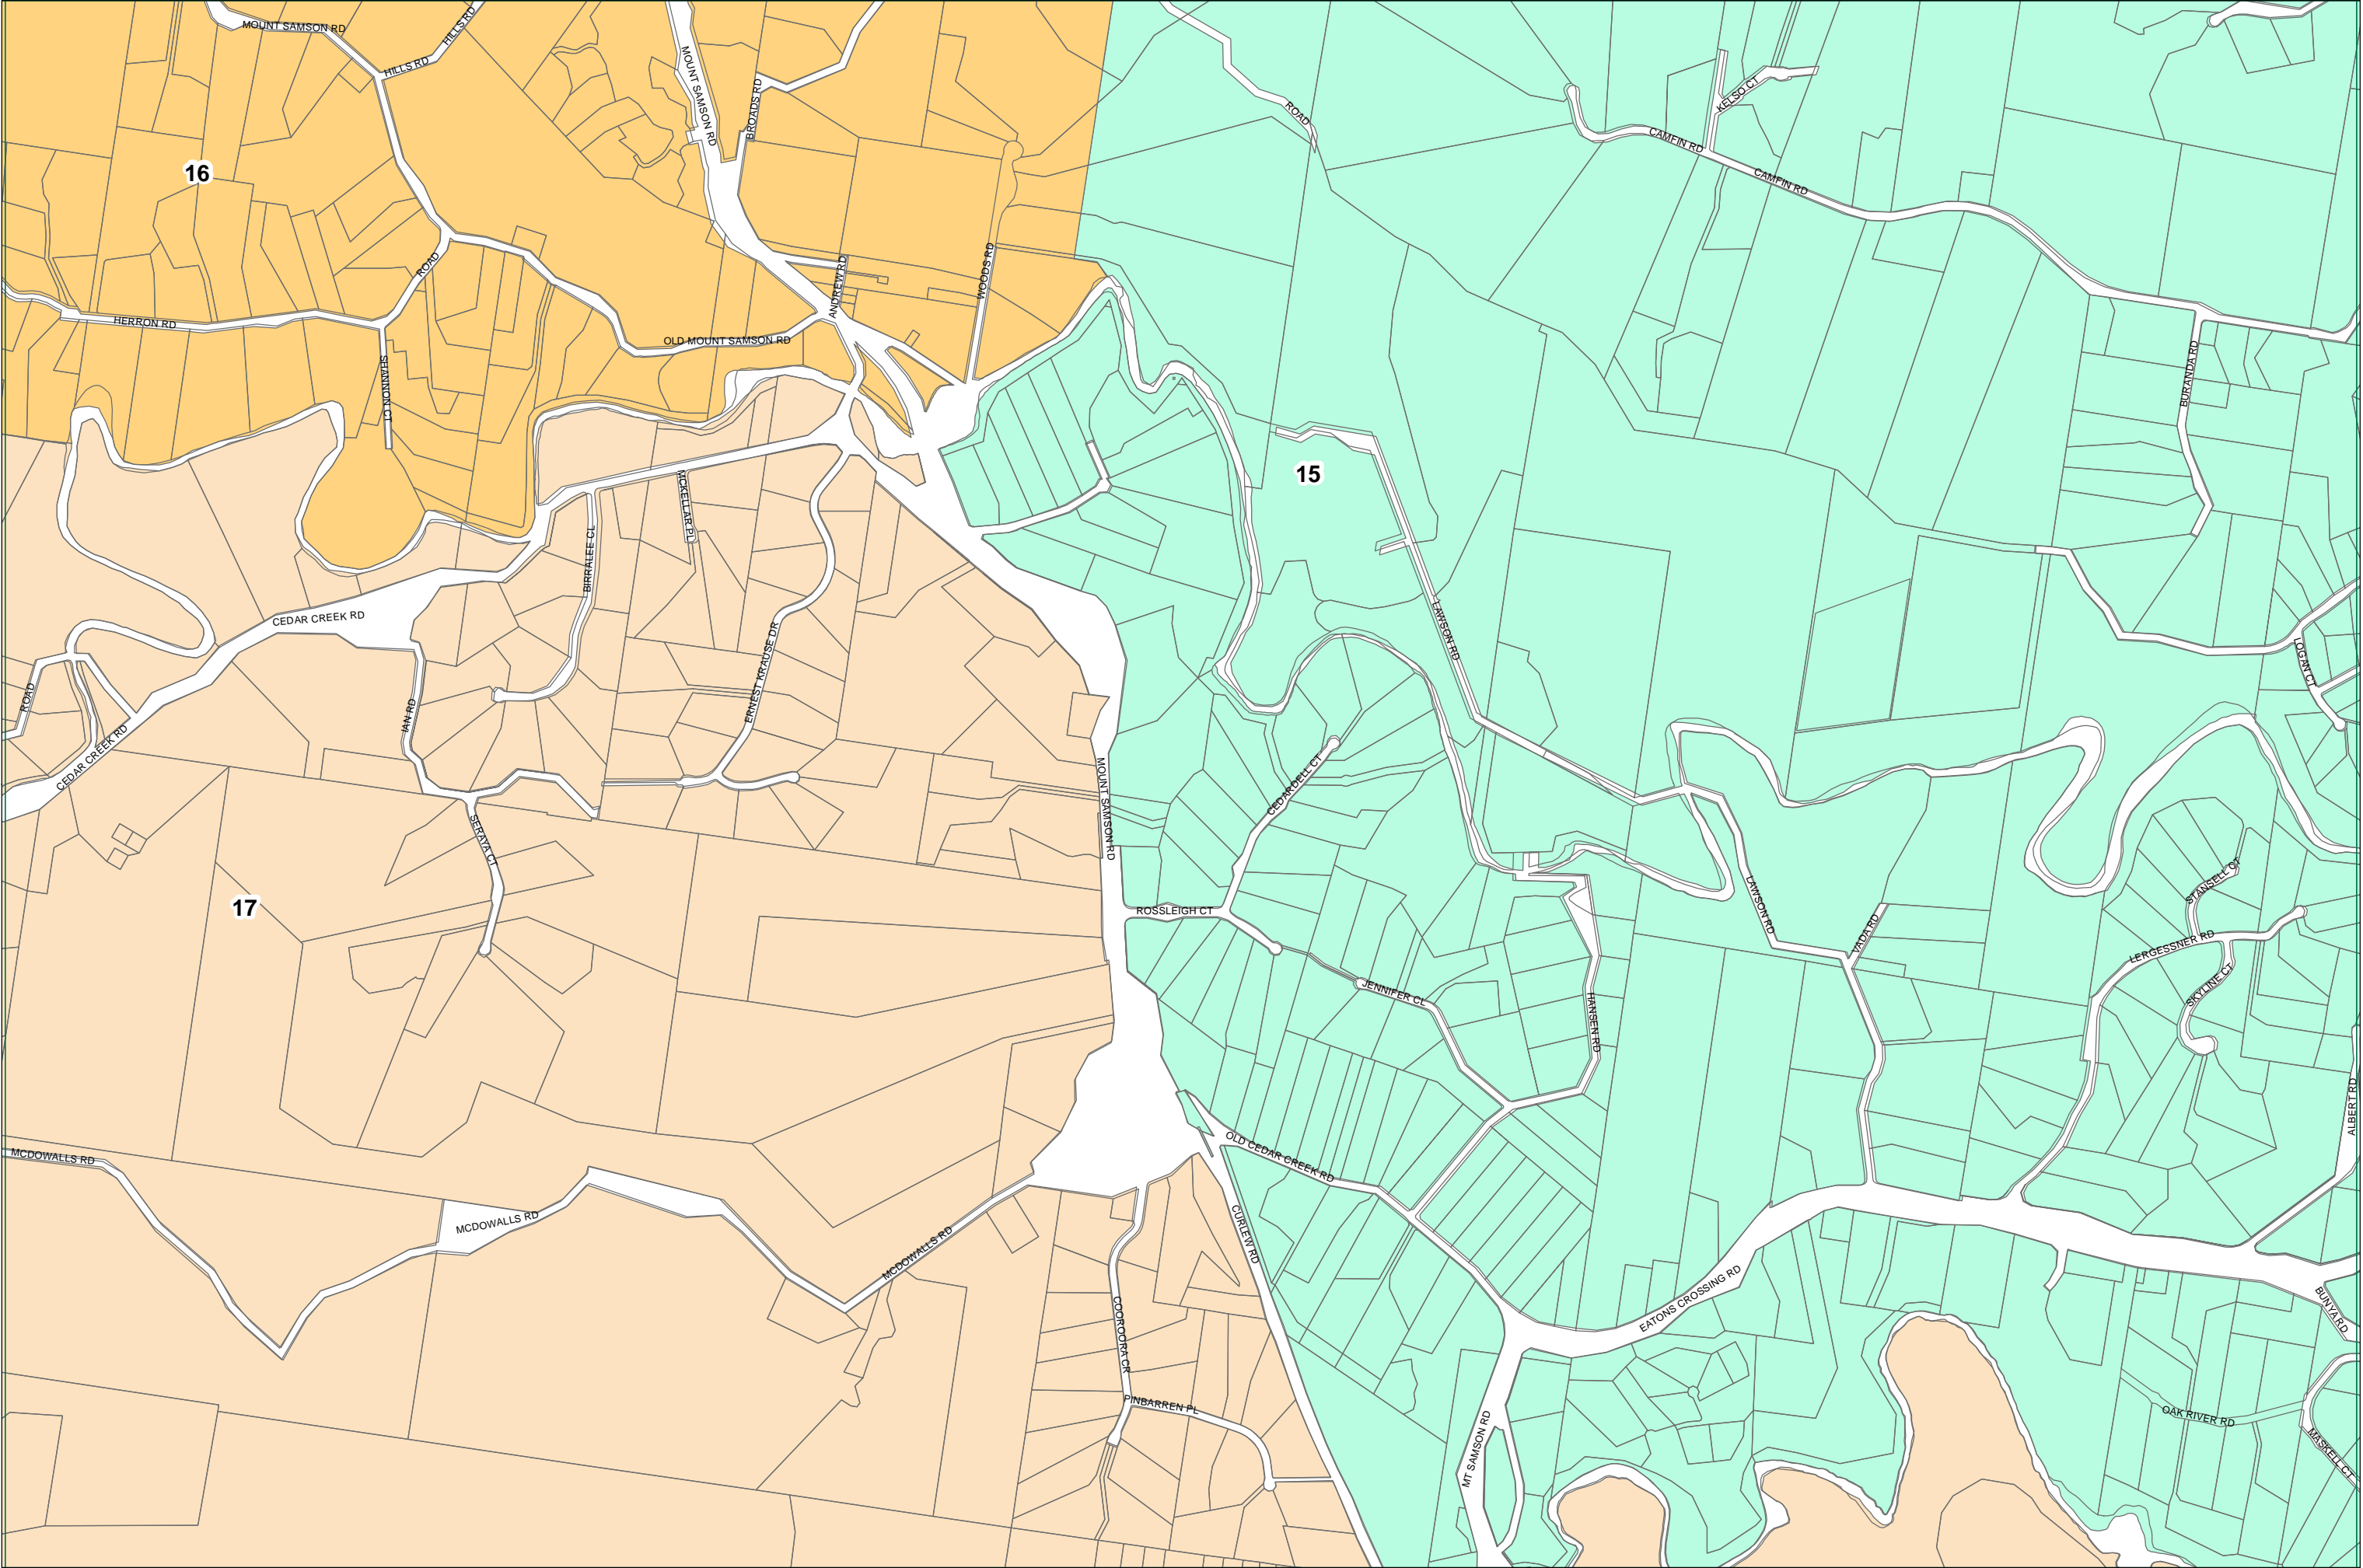 MOUNT SAMSON RD
HILLS RD
HILLS RD
MOUNT SAMSON RD
BROADS RD
ROAD
KELSO CT
CAMFIN RD
CAMFIN RD
16
ROAD
WOODS RD
ANDREW RD
HERRON RD
OLD MOUNT SAMSON RD
SHANNON CT
BURANDA RD
15
MCKELLAR PL
BIRRALEE CL
CEDAR CREEK RD
LAWSON RD
LOGAN CT
ERNEST KRAUSE DR
ROAD
IAN RD
CEDAR CREEK RD
MOUNT SAMSON RD
CEDARDELL CT
SERAYA CT
STANSELL CT
17
ROSSLEIGH CT
LAWSON RD
VADA RD
LERGESSNER RD
SKYLINE CT
JENNIFER CL
HANSEN RD
ALBERT RD
MCDOWALLS RD
OLD CEDAR CREEK RD
MCDOWALLS RD
MCDOWALLS RD
CURLEW RD
EATONS CROSSING RD
BUNYA RD
COOROORA CR
PINBARREN PL
OAK RIVER RD
MT SAMSON RD
MASKELL CT